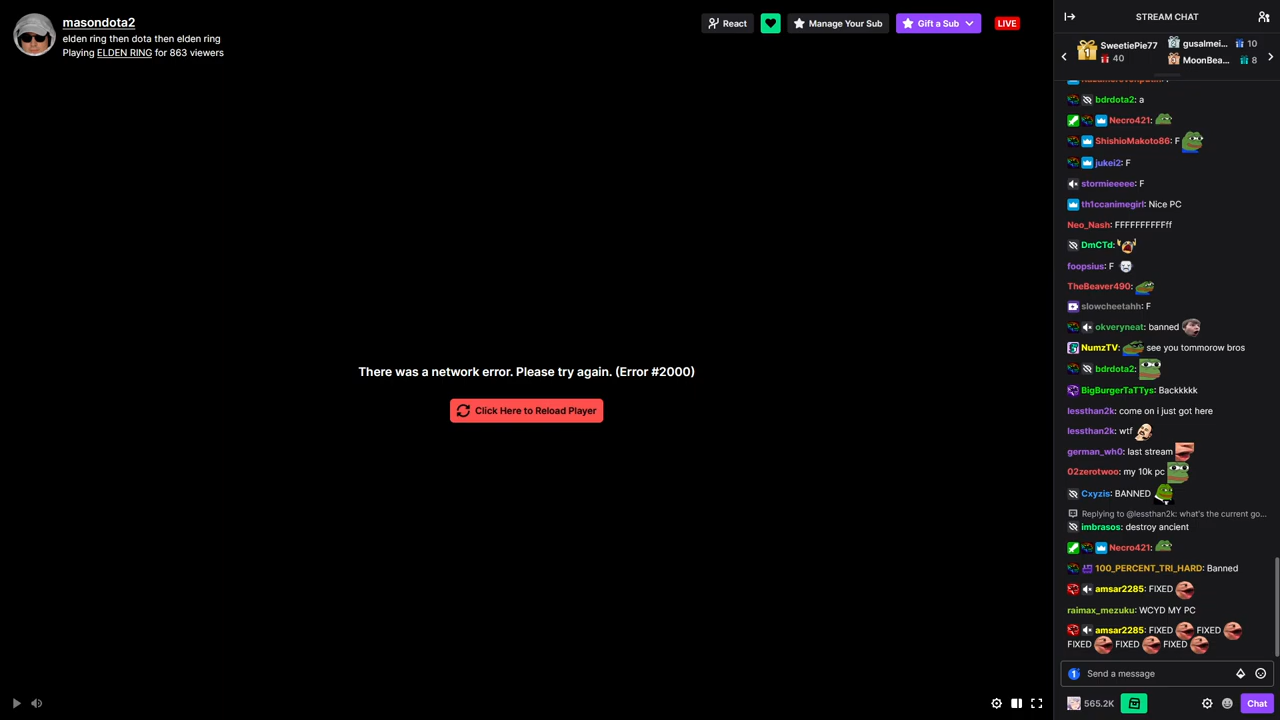 masondota2
elden ring then dota then elden ring
Playing ELDEN RING for 863 viewers
React
Manage Your Sub
Gift a Sub
LIVE
There was a network error. Please try again. (Error #2000)
Click Here to Reload Player
STREAM CHAT
1
SweetiePie77
40
gusalmei... 10
MoonBea... 8
bdrdota2: a
Necro421:
ShishioMakoto86: F
jukei2: F
stormieeeee: F
th1ccanimegirl: Nice PC
Neo_Nash: FFFFFFFFFFff
DmCTd:
foopsius: F
TheBeaver490:
slowcheetahh: F
okveryneat: banned
NumzTV: see you tommorow bros
bdrdota2:
BigBurgerTaTTys: Backkkkk
lessthan2k: come on i just got here
lessthan2k: wtf
german_wh0: last stream
02zerotwoo: my 10k pc
Cxyzis: BANNED
Replying to @lessthan2k: what's the current go...
imbrasos: destroy ancient
Necro421:
100_PERCENT_TRI_HARD: Banned
amsar2285: FIXED
raimax_mezuku: WCYD MY PC
amsar2285: FIXED FIXED
FIXED FIXED FIXED
Send a message
565.2K
Chat